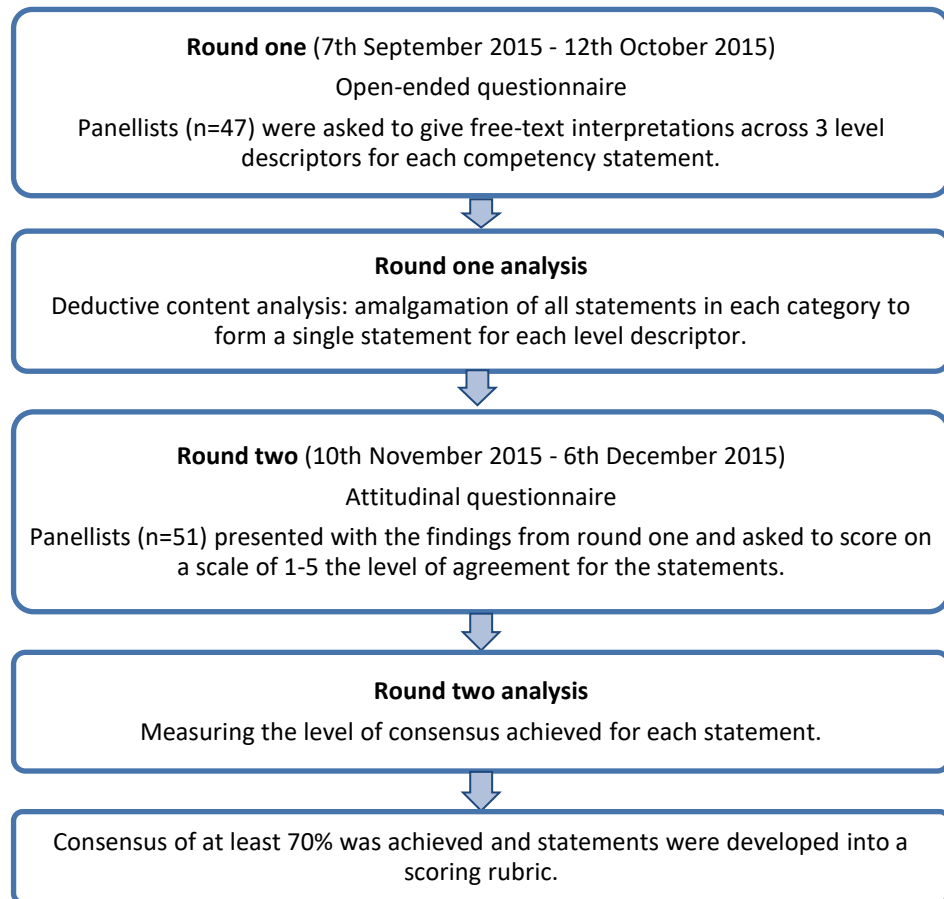 Round one (7th September 2015 - 12th October 2015)
Open-ended questionnaire
Panellists (n=47) were asked to give free-text interpretations across 3 level
descriptors for each competency statement.
Round one analysis
Deductive content analysis: amalgamation of all statements in each category to
form a single statement for each level descriptor.
Round two (10th November 2015 - 6th December 2015)
Attitudinal questionnaire
Panellists (n=51) presented with the findings from round one and asked to score on
a scale of 1-5 the level of agreement for the statements.
Round two analysis
Measuring the level of consensus achieved for each statement.
Consensus of at least 70% was achieved and statements were developed into a
scoring rubric.